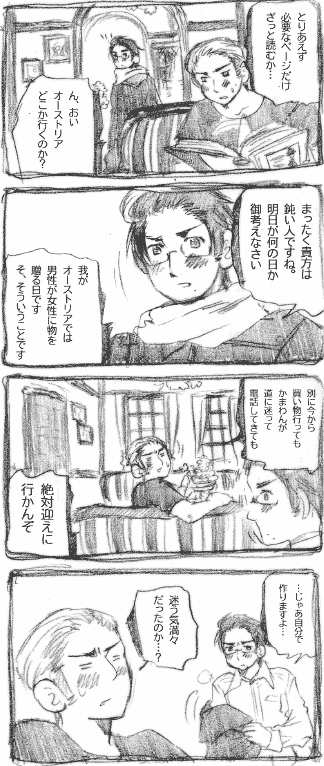 とりあえず
必要なページだけ
ざっと読むか…
ん、おい
オーストリア
どこか行くのか?
まったく貴方は
鈍い人ですね。
明日が何の日か
御考えなさい
我が
オーストリアでは
男性が女性に物を
贈る日です
そ、そういうことです
別に今から
買い物行っても
かまわんが
道に迷って
電話してきても
絶対迎えに
行かんぞ
…じゃあ自分で
作りますよ…
迷う気満々
だったのか…?